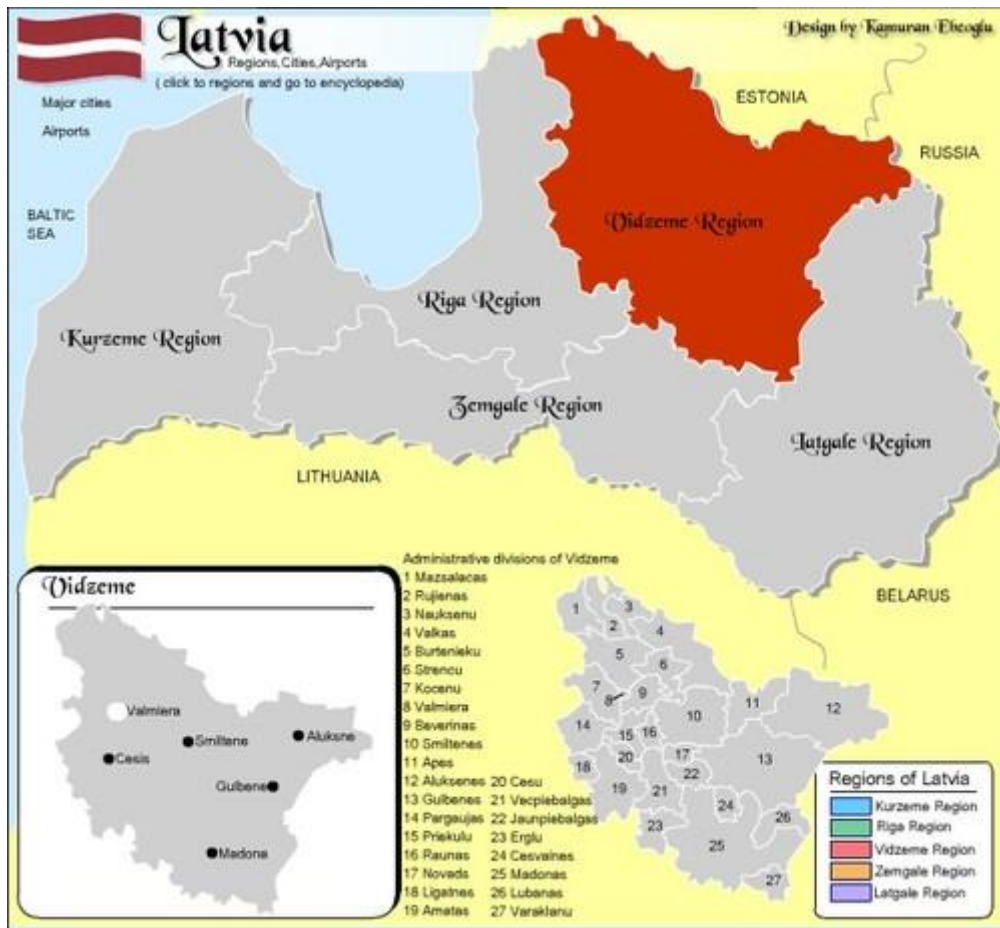 Latvia
Regions, Cities, Airports
( click to regions and go to encyclopedia)
Design by Kamuran Ebeoglu
Major cities
Airports
ESTONIA
RUSSIA
BALTIC
SEA
Vidzeme Region
Riga Region
Kurzeme Region
Zemgale Region
Latgale Region
LITHUANIA
BELARUS
Vidzeme
Valmiera
Smiltene
Aluksne
Cesis
Gulbene
Madona
Administrative divisions of Vidzeme
1 Mazsalacas
2 Rujienas
3 Nauksenu
4 Valkas
5 Burtenieku
6 Strencu
7 Kocenu
8 Valmiera
9 Beverinas
10 Smiltenes
11 Apes
12 Aluksenes
13 Gulbenes
14 Pargaujas
15 Priekulu
16 Raunas
17 Novads
18 Ligatnes
19 Amatas
20 Cesu
21 Vecpiebalgas
22 Jaunpiebalgas
23 Erglu
24 Cesvaines
25 Madonas
26 Lubanas
27 Varaklanu
1
3
2
4
5
6
7
8
9
10
11
12
14
15
16
13
18
20
17
22
19
21
24
26
23
25
27
Regions of Latvia
Kurzeme Region
Riga Region
Vidzeme Region
Zemgale Region
Latgale Region